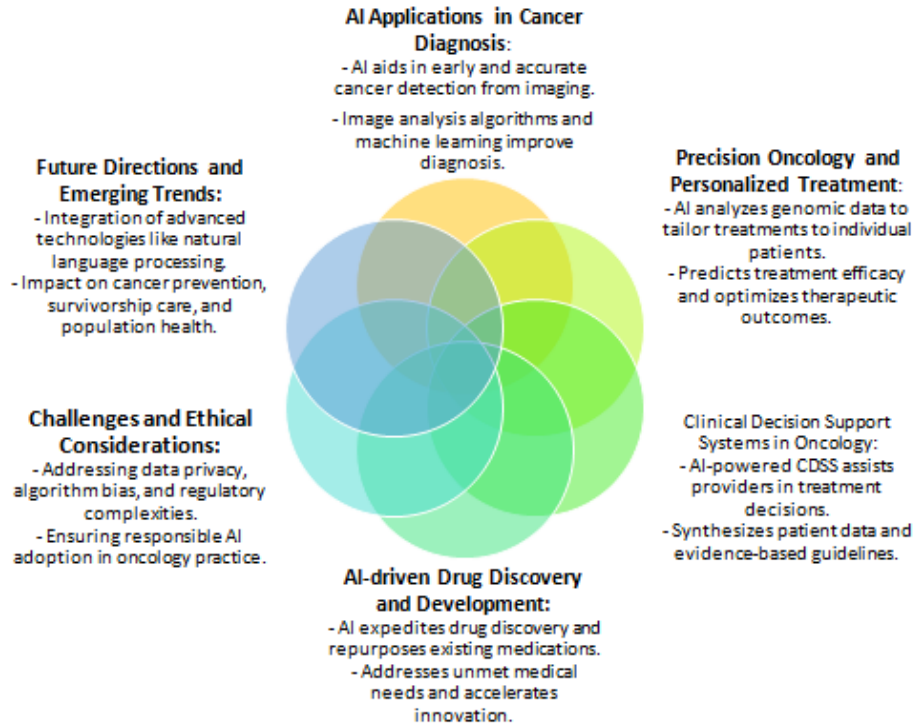 AI Applications in Cancer
Diagnosis:
- AI aids in early and accurate
cancer detection from imaging.
- Image analysis algorithms and
machine learning improve
diagnosis.
Precision Oncology and
Personalized Treatment:
- AI analyzes genomic data to
tailor treatments to individual
patients.
- Predicts treatment efficacy
and optimizes therapeutic
outcomes.
Clinical Decision Support
Systems in Oncology:
- AI-powered CDSS assists
providers in treatment
decisions.
- Synthesizes patient data and
evidence-based guidelines.
AI-driven Drug Discovery
and Development:
- AI expedites drug discovery and
repurposes existing medications.
- Addresses unmet medical
needs and accelerates
innovation.
Challenges and Ethical
Considerations:
- Addressing data privacy,
algorithm bias, and regulatory
complexities.
- Ensuring responsible AI
adoption in oncology practice.
Future Directions and
Emerging Trends:
- Integration of advanced
technologies like natural
language processing.
- Impact on cancer prevention,
survivorship care, and
population health.